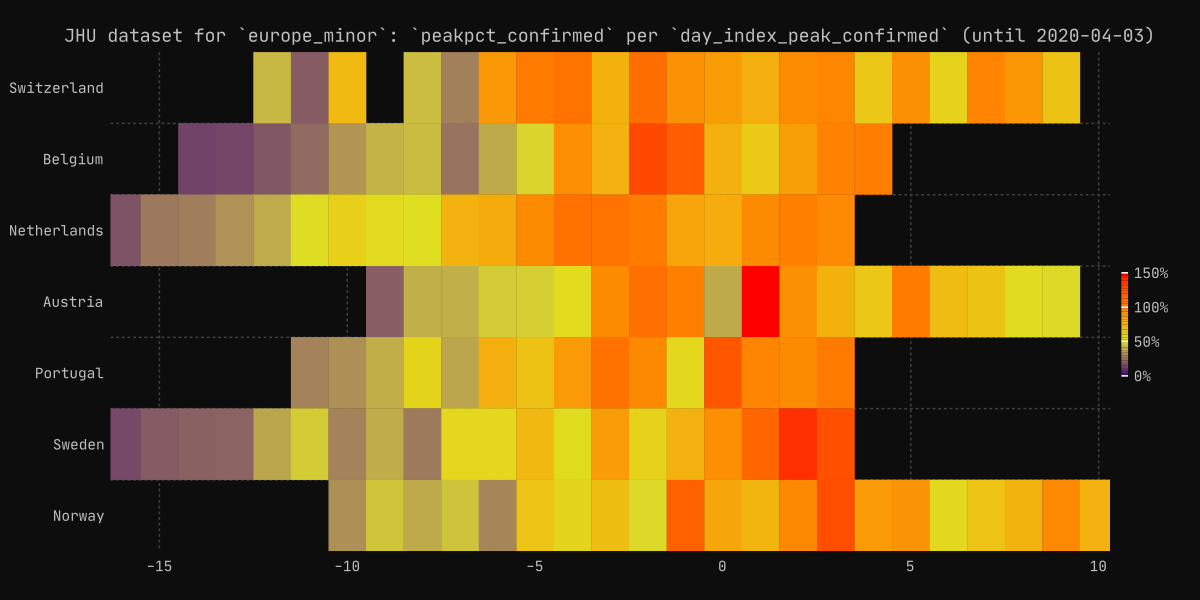 JHU dataset for `europe_minor`: `peakpct_confirmed` per `day_index_peak_confirmed` (until 2020-04-03)
Switzerland
Belgium
Netherlands
Austria
Portugal
Sweden
Norway
150%
100%
50%
0%
−15
−10
−5
0
5
10